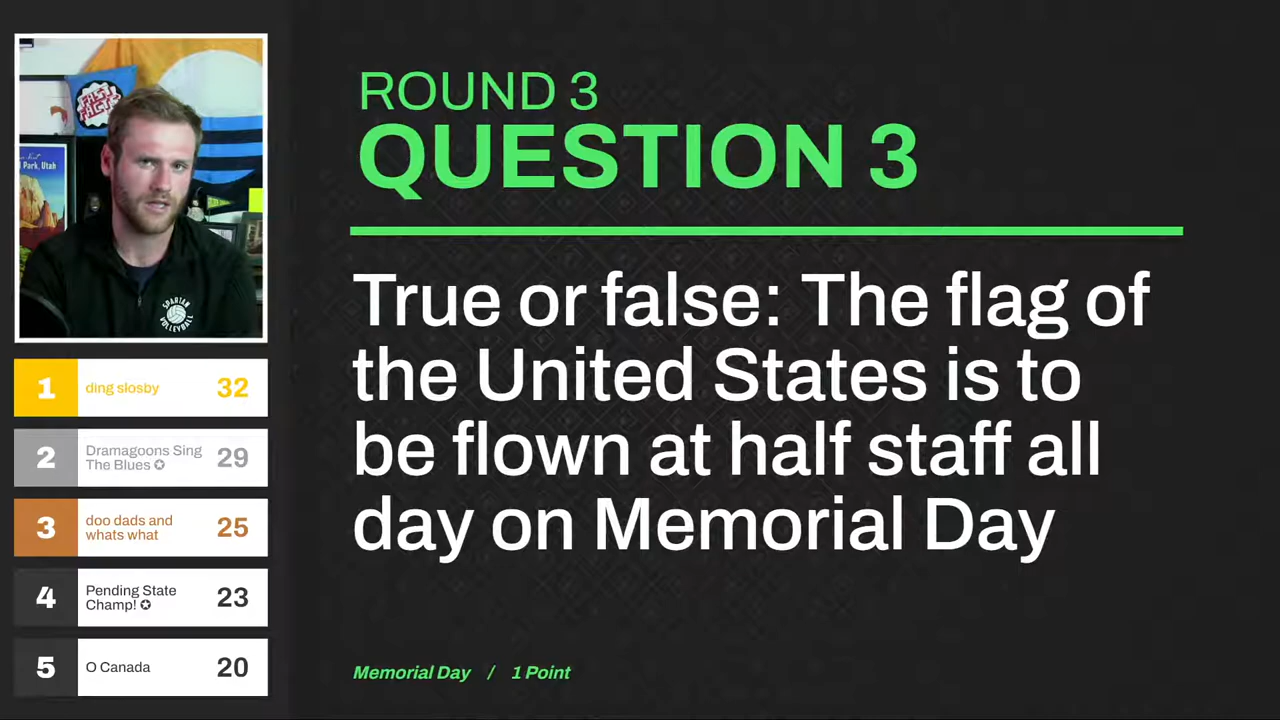 FAST
FACTS
Park, Utah
SPARTAN
VOLLEYBALL
1 ding slosby 32
2 Dramagoons Sing
The Blues ✪ 29
3 doo dads and
whats what 25
4 Pending State
Champ! ✪ 23
5 O Canada 20
ROUND 3
QUESTION 3
True or false: The flag of
the United States is to
be flown at half staff all
day on Memorial Day
Memorial Day / 1 Point